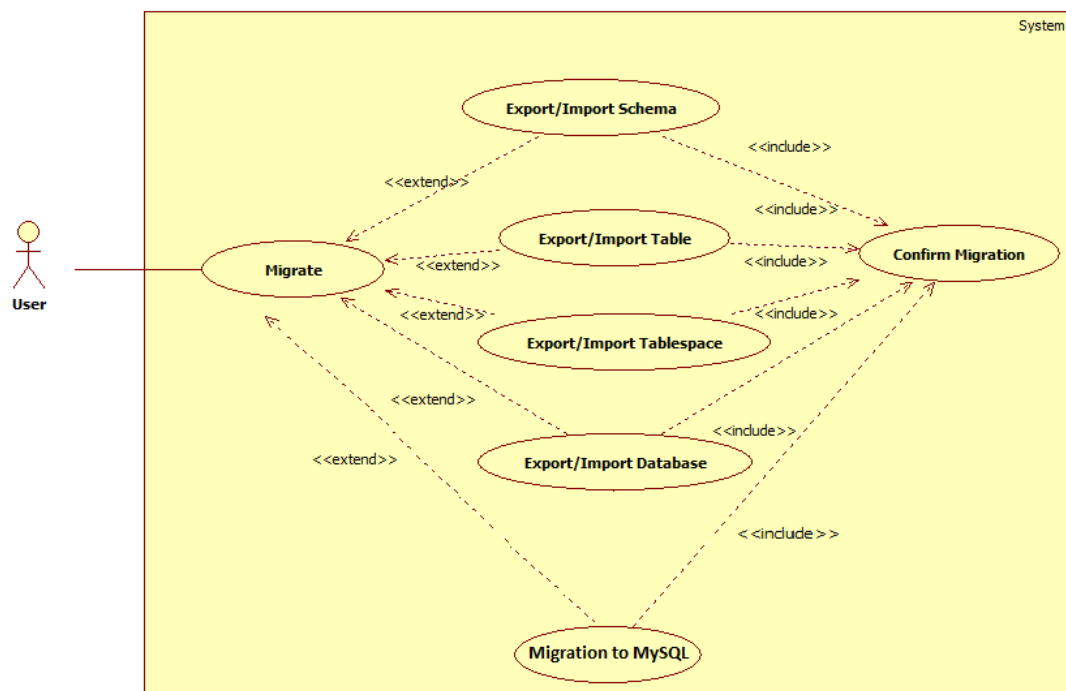 System
Export/Import Schema
<<include>>
<<extend>>
<<include>>
Export/Import Table
Confirm Migration
<<extend>>
<<include>>
Migrate
User
<<extend>>
<<include>>
Export/Import Tablespace
<<extend>>
<<include>>
Export/Import Database
<<extend>>
<<include>>
Migration to MySQL